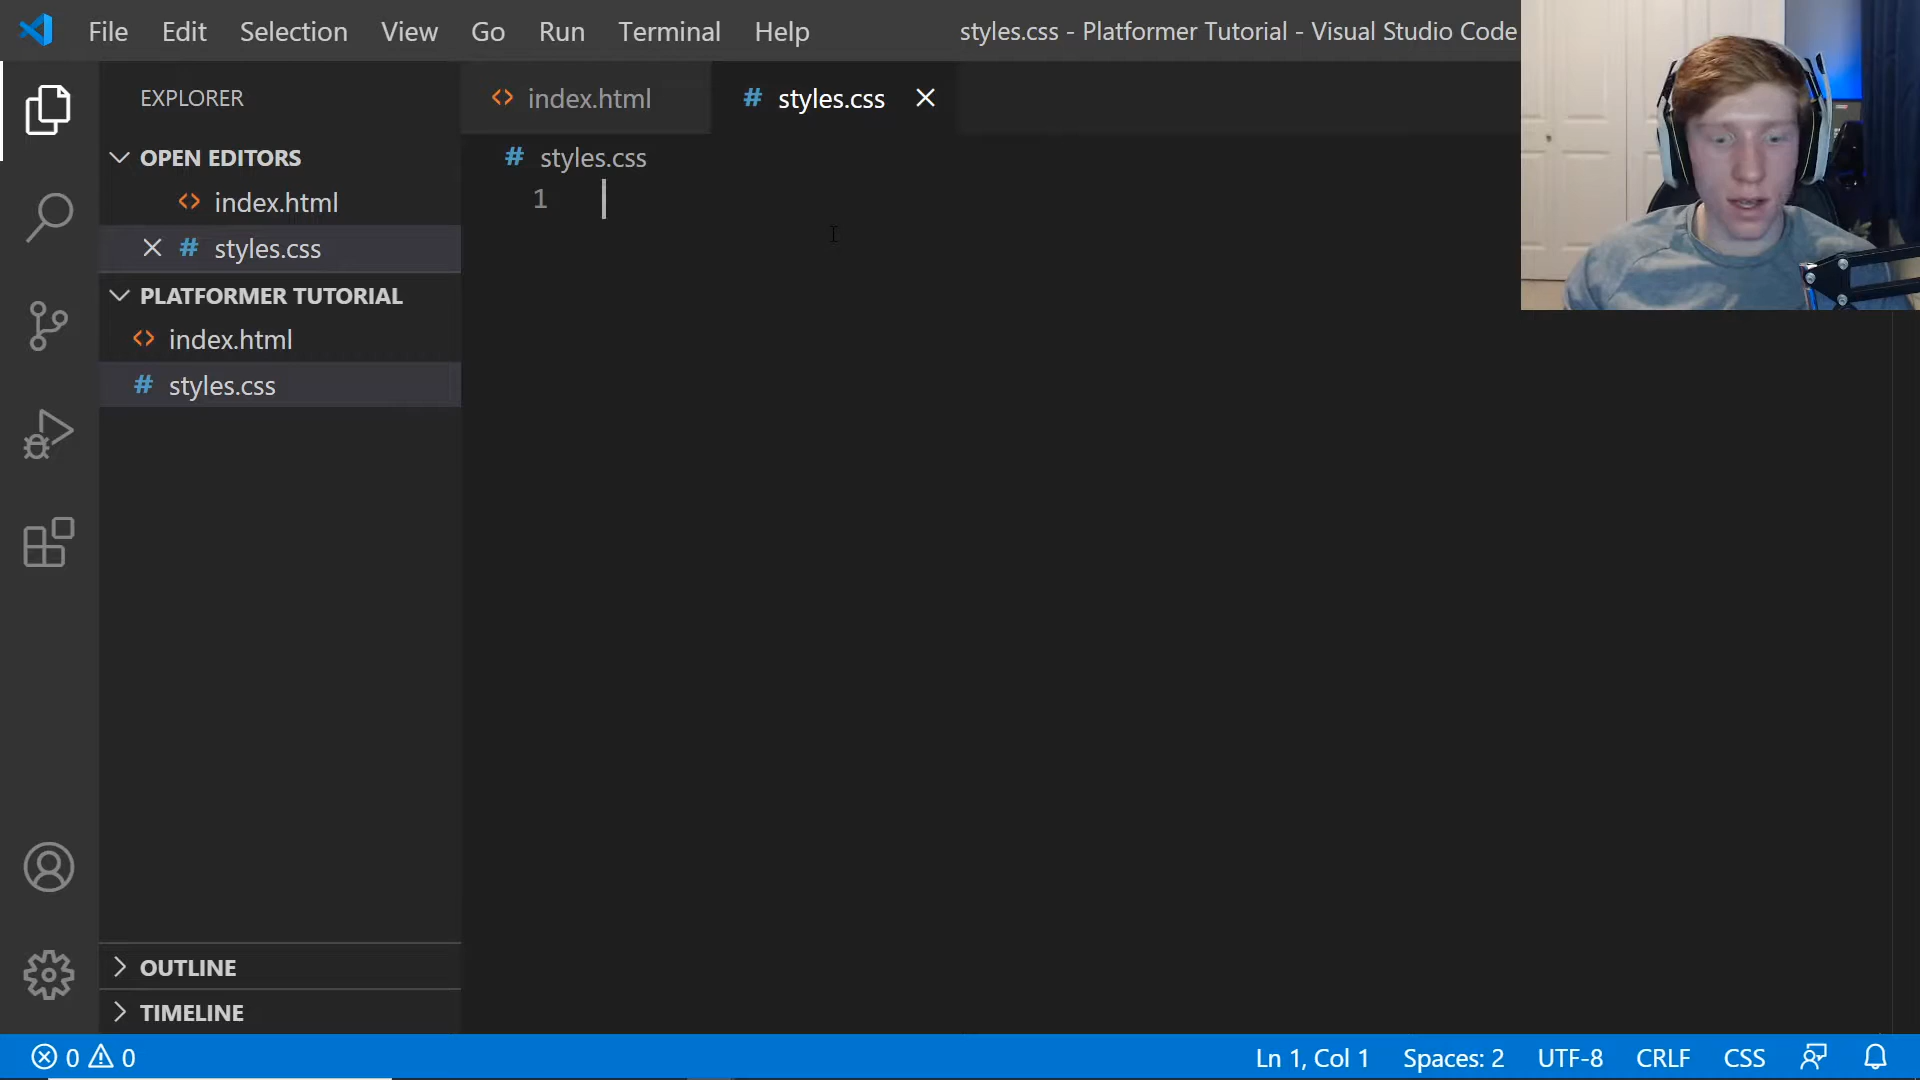 File Edit Selection View Go Run Terminal Help styles.css - Platformer Tutorial - Visual Studio Code
EXPLORER
OPEN EDITORS
<> index.html
# styles.css
PLATFORMER TUTORIAL
<> index.html
# styles.css
OUTLINE
TIMELINE
<> index.html # styles.css
# styles.css
1
0 0 Ln 1, Col 1 Spaces: 2 UTF-8 CRLF CSS